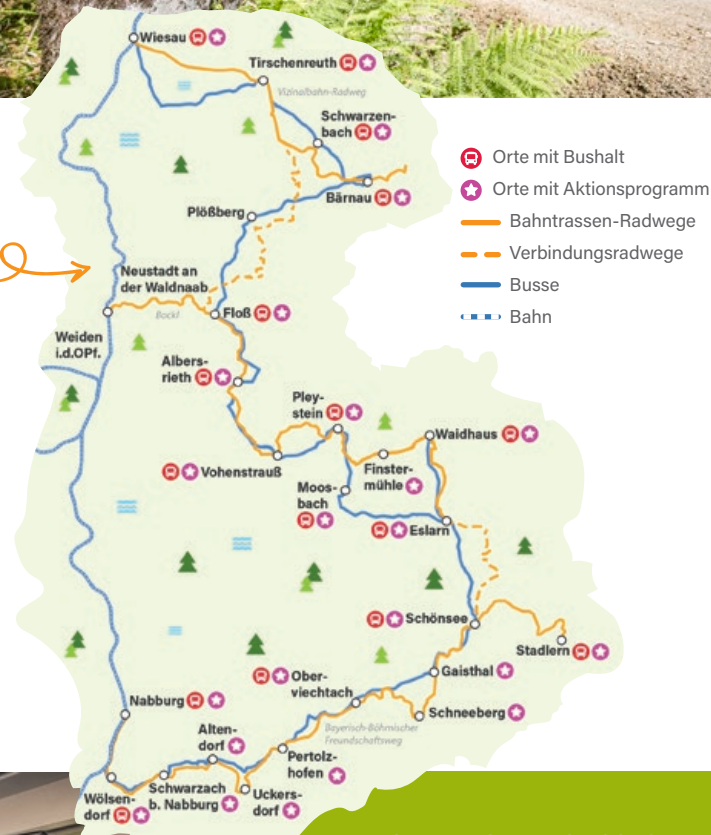 Wiesau
Tirschenreuth
Vizinalbahn-Radweg
Schwarzen-
bach
Bärnau
Plößberg
Neustadt an
der Waldnaab
Bockl
Floß
Weiden
i.d.OPf.
Albers-
rieth
Pley-
stein
Waidhaus
Vohenstrauß
Finster-
mühle
Moos-
bach
Eslarn
Schönsee
Stadlern
Gaisthal
Ober-
viechtach
Schneeberg
Nabburg
Bayerisch-Böhmischer
Freundschaftsweg
Alten-
dorf
Pertolz-
hofen
Schwarzach
b. Nabburg
Uckers-
dorf
Wölsen-
dorf
Orte mit Bushalt
Orte mit Aktionsprogramm
Bahntrassen-Radwege
Verbindungsradwege
Busse
Bahn